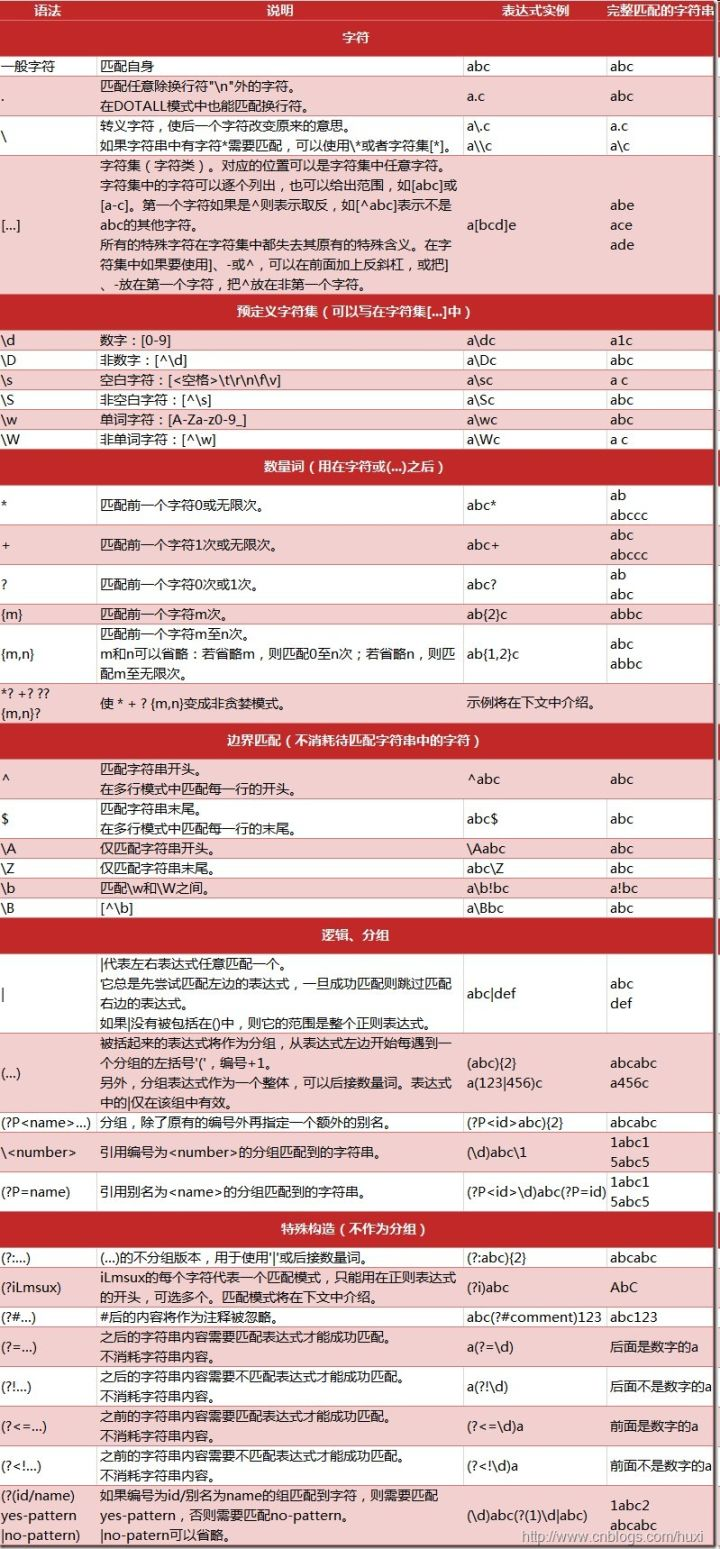 语法 说明 表达式实例 完整匹配的字符串
字符
一般字符 匹配自身 abc abc
. 匹配任意除换行符"\n"外的字符。
在DOTALL模式中也能匹配换行符。 a.c abc
\ 转义字符，使后一个字符改变原来的意思。
如果字符串中有字符*需要匹配，可以使用\*或者字符集[*]。 a\.c
a\\c a.c
a\c
[...] 字符集（字符类）。对应的位置可以是字符集中任意字符。
字符集中的字符可以逐个列出，也可以给出范围，如[abc]或
[a-c]。第一个字符如果是^则表示取反，如[^abc]表示不是
abc的其他字符。
所有的特殊字符在字符集中都失去其原有的特殊含义。在字
符集中如果要使用]、-或^，可以在前面加上反斜杠，或把]
、-放在第一个字符，把^放在非第一个字符。 a[bcd]e abe
ace
ade
预定义字符集（可以写在字符集[...]中）
\d 数字：[0-9] a\dc a1c
\D 非数字：[^\d] a\Dc abc
\s 空白字符：[<空格>\t\r\n\f\v] a\sc a c
\S 非空白字符：[^\s] a\Sc abc
\w 单词字符：[A-Za-z0-9_] a\wc abc
\W 非单词字符：[^\w] a\Wc a c
数量词（用在字符或(...)之后）
* 匹配前一个字符0或无限次。 abc* ab
abccc
+ 匹配前一个字符1次或无限次。 abc+ abc
abccc
? 匹配前一个字符0次或1次。 abc? ab
abc
{m} 匹配前一个字符m次。 ab{2}c abbc
{m,n} 匹配前一个字符m至n次。
m和n可以省略：若省略m，则匹配0至n次；若省略n，则匹
配m至无限次。 ab{1,2}c abc
abbc
*? +? ??
{m,n}? 使 * + ? {m,n}变成非贪婪模式。 示例将在下文中介绍。
边界匹配（不消耗待匹配字符串中的字符）
^ 匹配字符串开头。
在多行模式中匹配每一行的开头。 ^abc abc
$ 匹配字符串末尾。
在多行模式中匹配每一行的末尾。 abc$ abc
\A 仅匹配字符串开头。 \Aabc abc
\Z 仅匹配字符串末尾。 abc\Z abc
\b 匹配\w和\W之间。 a\b!bc a!bc
\B [^\b] a\Bbc abc
逻辑、分组
| |代表左右表达式任意匹配一个。
它总是先尝试匹配左边的表达式，一旦成功匹配则跳过匹配
右边的表达式。
如果|没有被包括在()中，则它的范围是整个正则表达式。 abc|def abc
def
(...) 被括起来的表达式将作为分组，从表达式左边开始每遇到一
个分组的左括号'('，编号+1。
另外，分组表达式作为一个整体，可以后接数量词。表达式
中的|仅在该组中有效。 (abc){2}
a(123|456)c abcabc
a456c
(?P<name>...) 分组，除了原有的编号外再指定一个额外的别名。 (?P<id>abc){2} abcabc
\<number> 引用编号为<number>的分组匹配到的字符串。 (\d)abc\1 1abc1
5abc5
(?P=name) 引用别名为<name>的分组匹配到的字符串。 (?P<id>\d)abc(?P=id) 1abc1
5abc5
特殊构造（不作为分组）
(?:...) (...)的不分组版本，用于使用'|'或后接数量词。 (?:abc){2} abcabc
(?iLmsux) iLmsux的每个字符代表一个匹配模式，只能用在正则表达式
的开头，可选多个。匹配模式将在下文中介绍。 (?i)abc AbC
(?#...) #后的内容将作为注释被忽略。 abc(?#comment)123 abc123
(?=...) 之后的字符串内容需要匹配表达式才能成功匹配。
不消耗字符串内容。 a(?=\d) 后面是数字的a
(?!...) 之后的字符串内容需要不匹配表达式才能成功匹配。
不消耗字符串内容。 a(?!\d) 后面不是数字的a
(?<=...) 之前的字符串内容需要匹配表达式才能成功匹配。
不消耗字符串内容。 (?<=\d)a 前面是数字的a
(?<!...) 之前的字符串内容需要不匹配表达式才能成功匹配。
不消耗字符串内容。 (?<!\d)a 前面不是数字的a
(?(id/name)
yes-pattern
|no-pattern) 如果编号为id/别名为name的组匹配到字符，则需要匹配
yes-pattern，否则需要匹配no-pattern。
|no-patern可以省略。 (\d)abc(?(1)\d|abc) 1abc2
abcabc
http://www.cnblogs.com/huxi